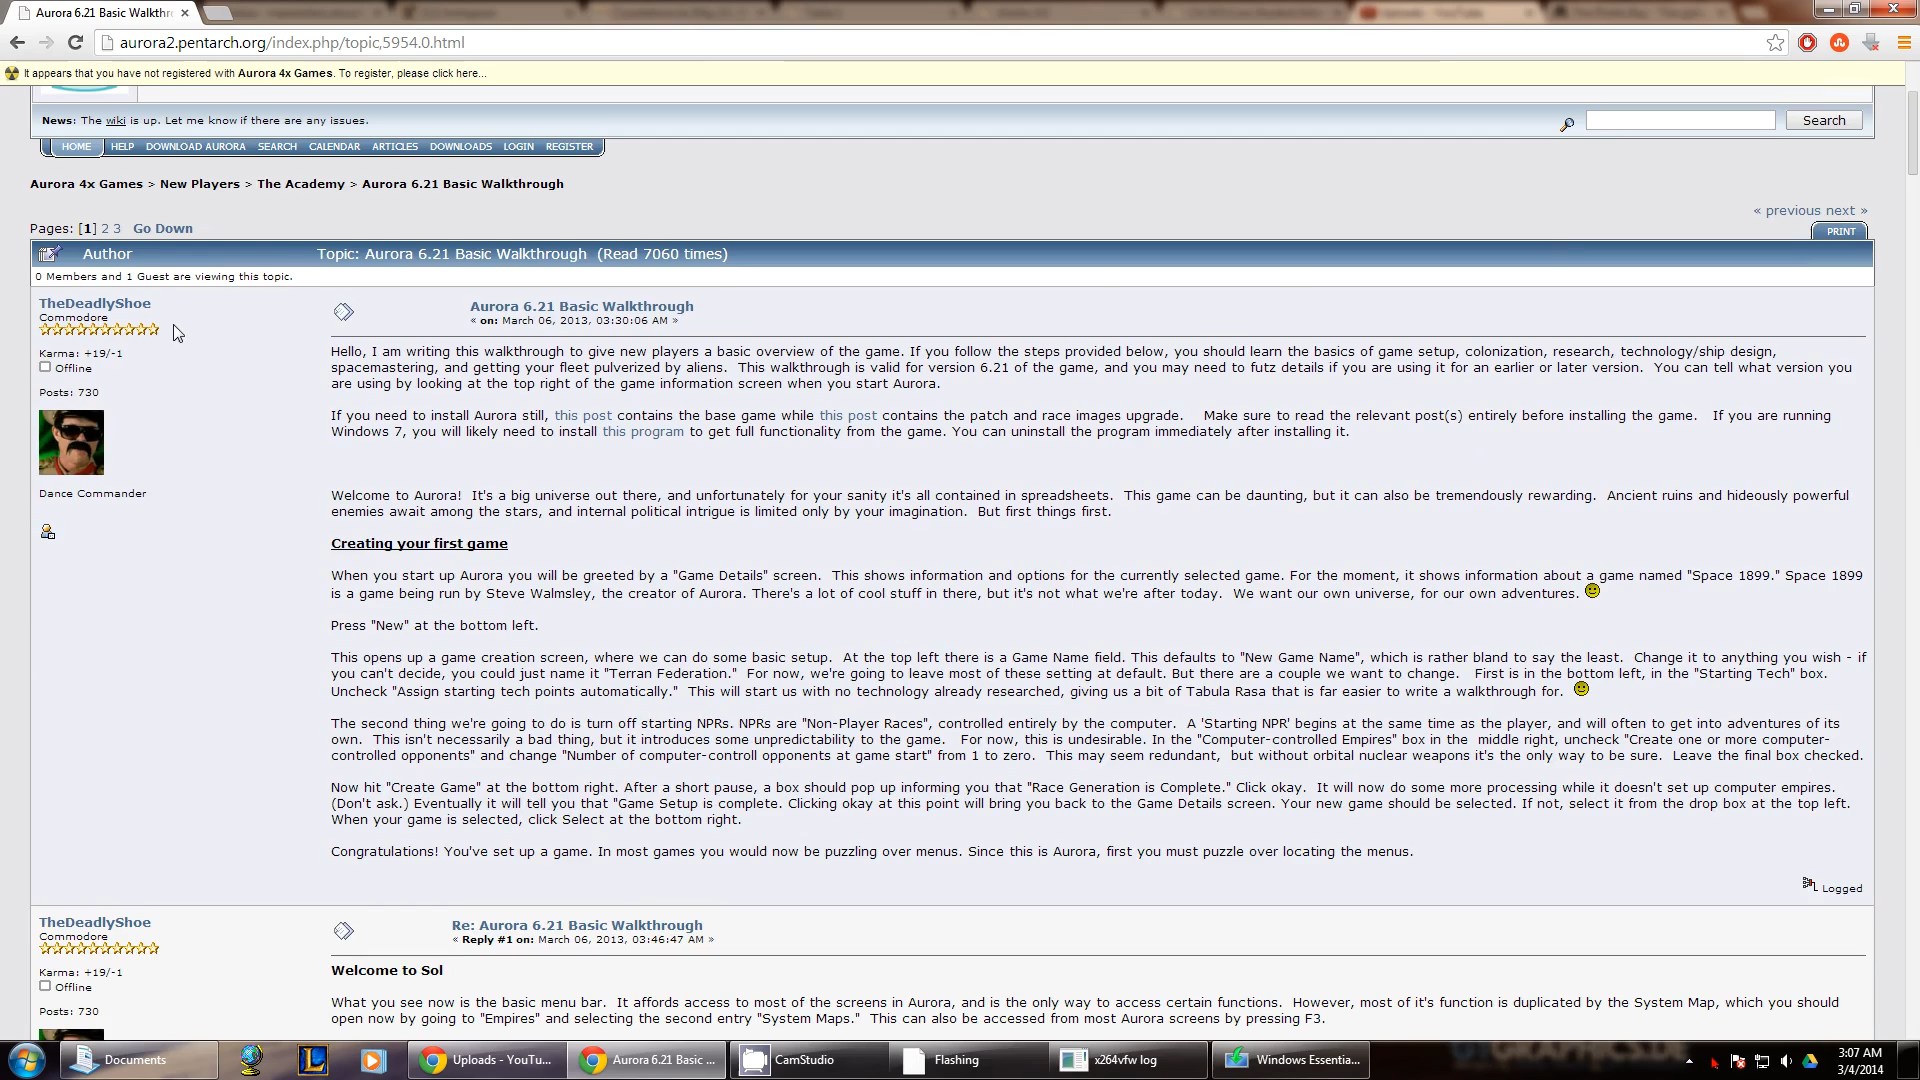 Aurora 6.21 Basic Walkthr
aurora2.pentarch.org/index.php/topic,5954.0.html
It appears that you have not registered with Aurora 4x Games. To register, please click here...
News: The wiki is up. Let me know if there are any issues.
Search
HOME HELP DOWNLOAD AURORA SEARCH CALENDAR ARTICLES DOWNLOADS LOGIN REGISTER
Aurora 4x Games > New Players > The Academy > Aurora 6.21 Basic Walkthrough
« previous next »
Pages: [1] 2 3 Go Down
PRINT
Author Topic: Aurora 6.21 Basic Walkthrough (Read 7060 times)
0 Members and 1 Guest are viewing this topic.
TheDeadlyShoe
Commodore
Karma: +19/-1
Offline
Posts: 730
Dance Commander
Aurora 6.21 Basic Walkthrough
« on: March 06, 2013, 03:30:06 AM »
Hello, I am writing this walkthrough to give new players a basic overview of the game. If you follow the steps provided below, you should learn the basics of game setup, colonization, research, technology/ship design,
spacemastering, and getting your fleet pulverized by aliens. This walkthrough is valid for version 6.21 of the game, and you may need to futz details if you are using it for an earlier or later version. You can tell what version you
are using by looking at the top right of the game information screen when you start Aurora.
If you need to install Aurora still, this post contains the base game while this post contains the patch and race images upgrade. Make sure to read the relevant post(s) entirely before installing the game. If you are running
Windows 7, you will likely need to install this program to get full functionality from the game. You can uninstall the program immediately after installing it.
Welcome to Aurora! It's a big universe out there, and unfortunately for your sanity it's all contained in spreadsheets. This game can be daunting, but it can also be tremendously rewarding. Ancient ruins and hideously powerful
enemies await among the stars, and internal political intrigue is limited only by your imagination. But first things first.
Creating your first game
When you start up Aurora you will be greeted by a "Game Details" screen. This shows information and options for the currently selected game. For the moment, it shows information about a game named "Space 1899." Space 1899
is a game being run by Steve Walmsley, the creator of Aurora. There's a lot of cool stuff in there, but it's not what we're after today. We want our own universe, for our own adventures.
Press "New" at the bottom left.
This opens up a game creation screen, where we can do some basic setup. At the top left there is a Game Name field. This defaults to "New Game Name", which is rather bland to say the least. Change it to anything you wish - if
you can't decide, you could just name it "Terran Federation." For now, we're going to leave most of these setting at default. But there are a couple we want to change. First is in the bottom left, in the "Starting Tech" box.
Uncheck "Assign starting tech points automatically." This will start us with no technology already researched, giving us a bit of Tabula Rasa that is far easier to write a walkthrough for.
The second thing we're going to do is turn off starting NPRs. NPRs are "Non-Player Races", controlled entirely by the computer. A 'Starting NPR' begins at the same time as the player, and will often to get into adventures of its
own. This isn't necessarily a bad thing, but it introduces some unpredictability to the game. For now, this is undesirable. In the "Computer-controlled Empires" box in the middle right, uncheck "Create one or more computer-
controlled opponents" and change "Number of computer-controll opponents at game start" from 1 to zero. This may seem redundant, but without orbital nuclear weapons it's the only way to be sure. Leave the final box checked.
Now hit "Create Game" at the bottom right. After a short pause, a box should pop up informing you that "Race Generation is Complete." Click okay. It will now do some more processing while it doesn't set up computer empires.
(Don't ask.) Eventually it will tell you that "Game Setup is complete. Clicking okay at this point will bring you back to the Game Details screen. Your new game should be selected. If not, select it from the drop box at the top left.
When your game is selected, click Select at the bottom right.
Congratulations! You've set up a game. In most games you would now be puzzling over menus. Since this is Aurora, first you must puzzle over locating the menus.
Logged
TheDeadlyShoe
Commodore
Karma: +19/-1
Offline
Posts: 730
Re: Aurora 6.21 Basic Walkthrough
« Reply #1 on: March 06, 2013, 03:46:47 AM »
Welcome to Sol
What you see now is the basic menu bar. It affords access to most of the screens in Aurora, and is the only way to access certain functions. However, most of it's function is duplicated by the System Map, which you should
open now by going to "Empires" and selecting the second entry "System Maps." This can also be accessed from most Aurora screens by pressing F3.
Documents
Uploads - YouTu...
Aurora 6.21 Basic ...
CamStudio
Flashing
x264vfw log
Windows Essentia...
3:07 AM
3/4/2014